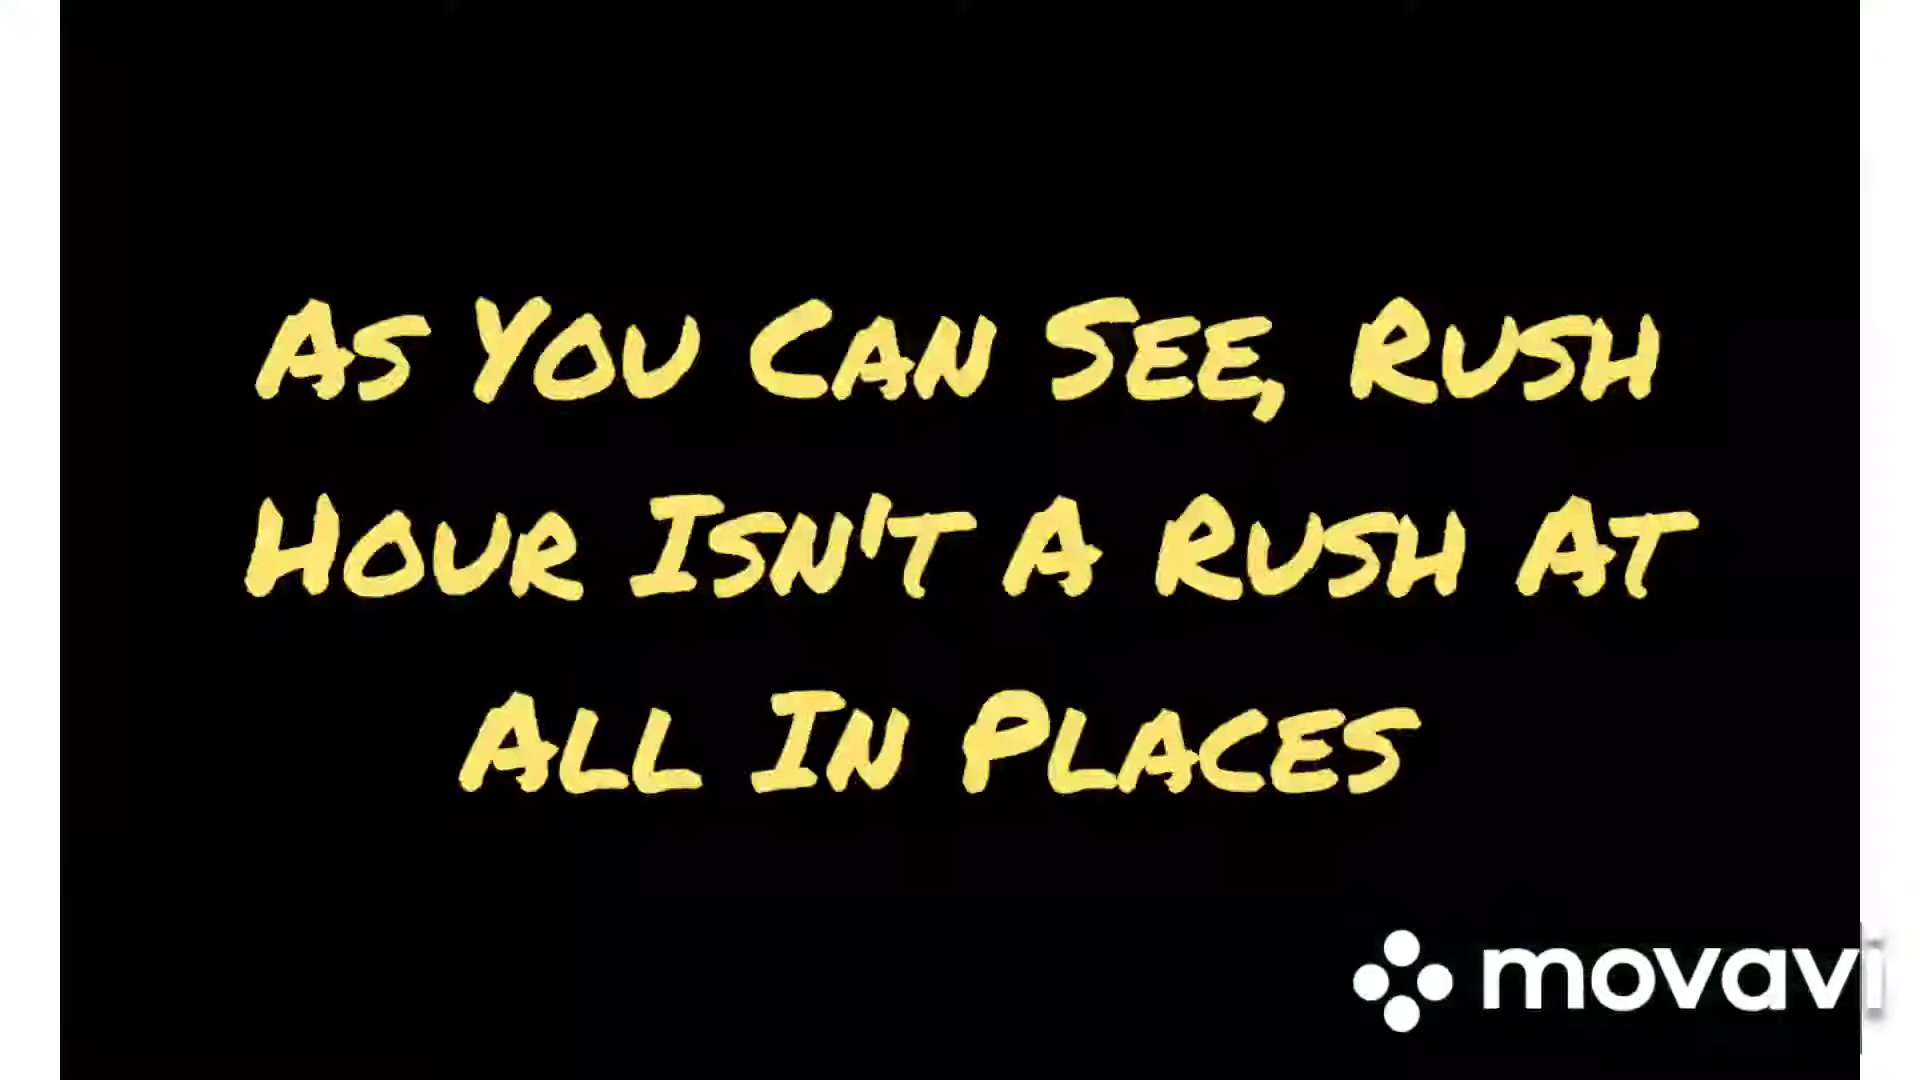 As You Can See, Rush
Hour Isn't A Rush At
All In Places
movavi